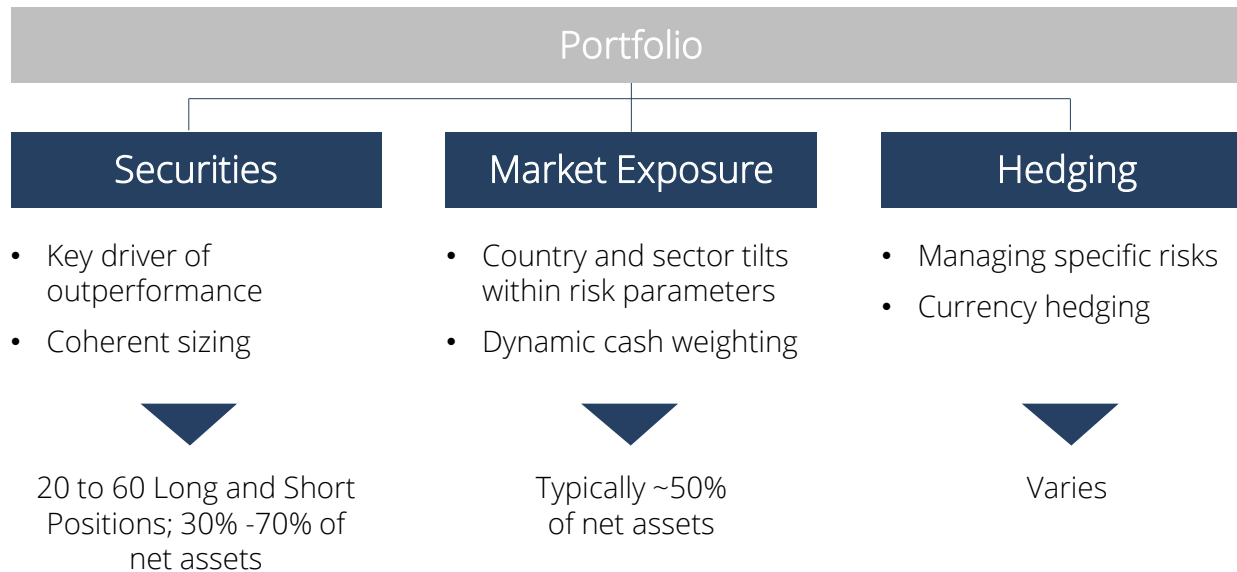 Portfolio
Securities
• Key driver of
outperformance
• Coherent sizing
20 to 60 Long and Short
Positions; 30% -70% of
net assets
Market Exposure
• Country and sector tilts
within risk parameters
• Dynamic cash weighting
Typically ~50%
of net assets
Hedging
• Managing specific risks
• Currency hedging
Varies